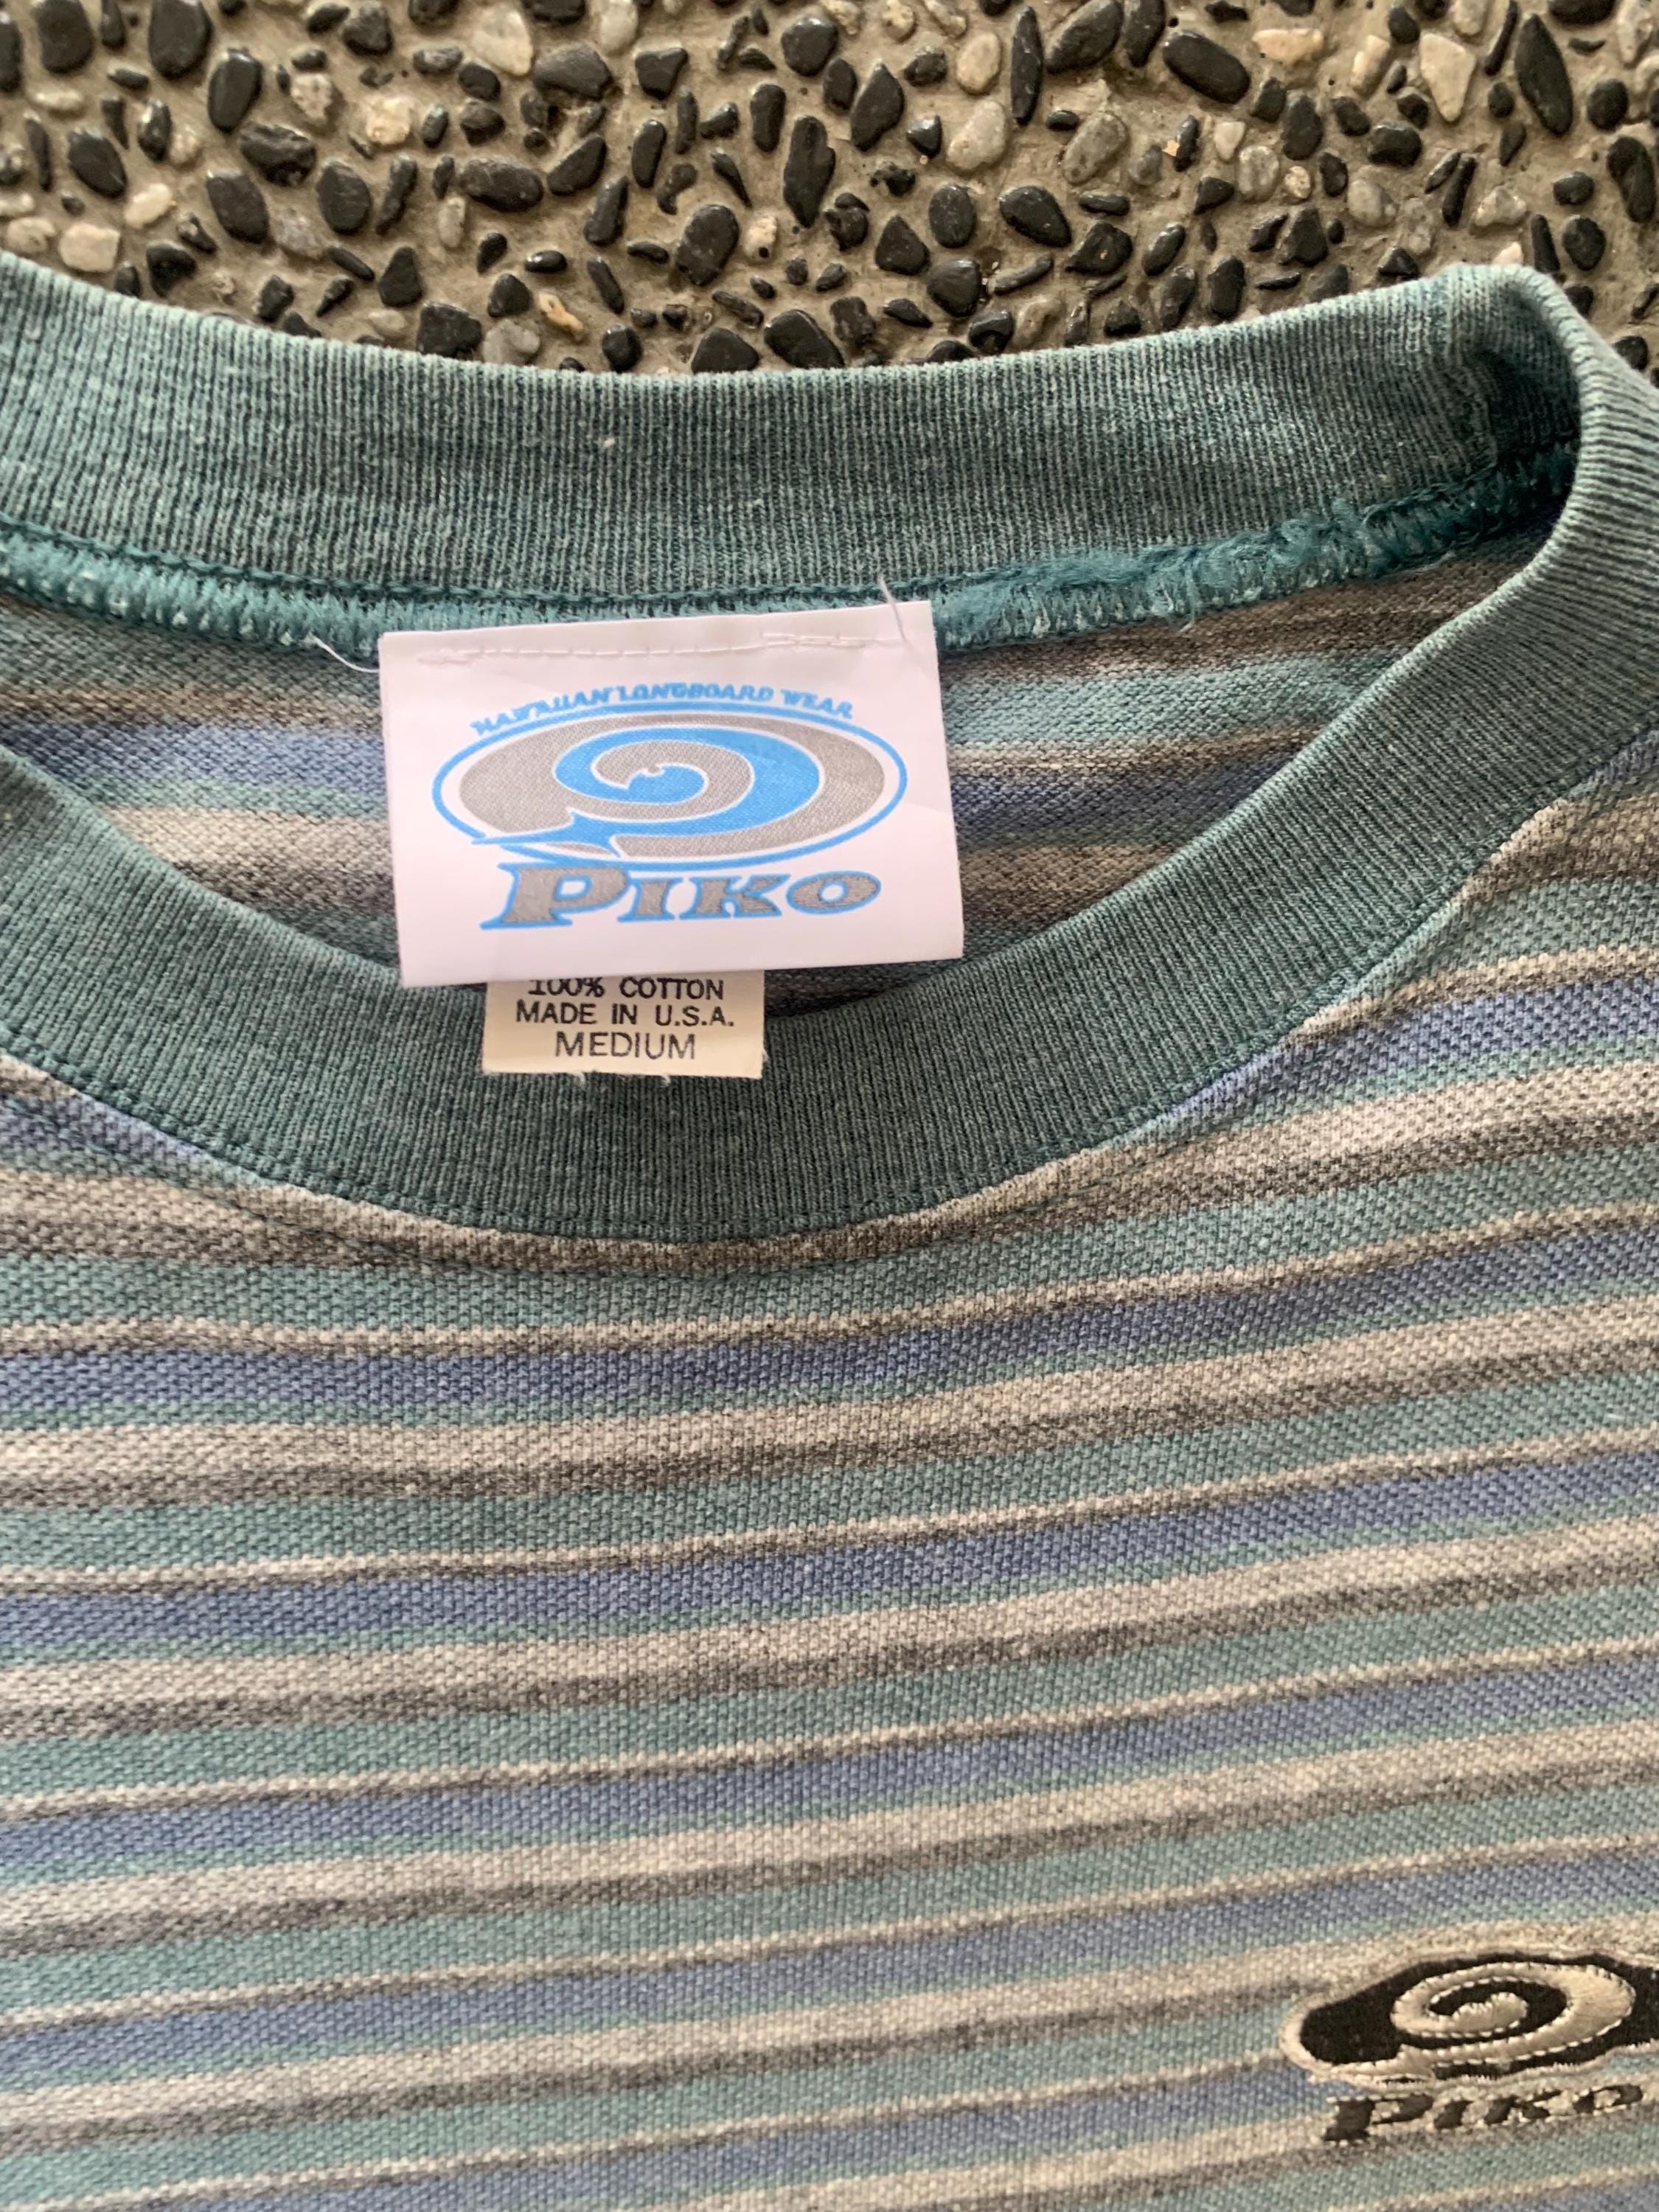 HAWAIIAN LONGBOARD WEAR
PIKO
100% COTTON
MADE IN U.S.A.
MEDIUM
PIKO